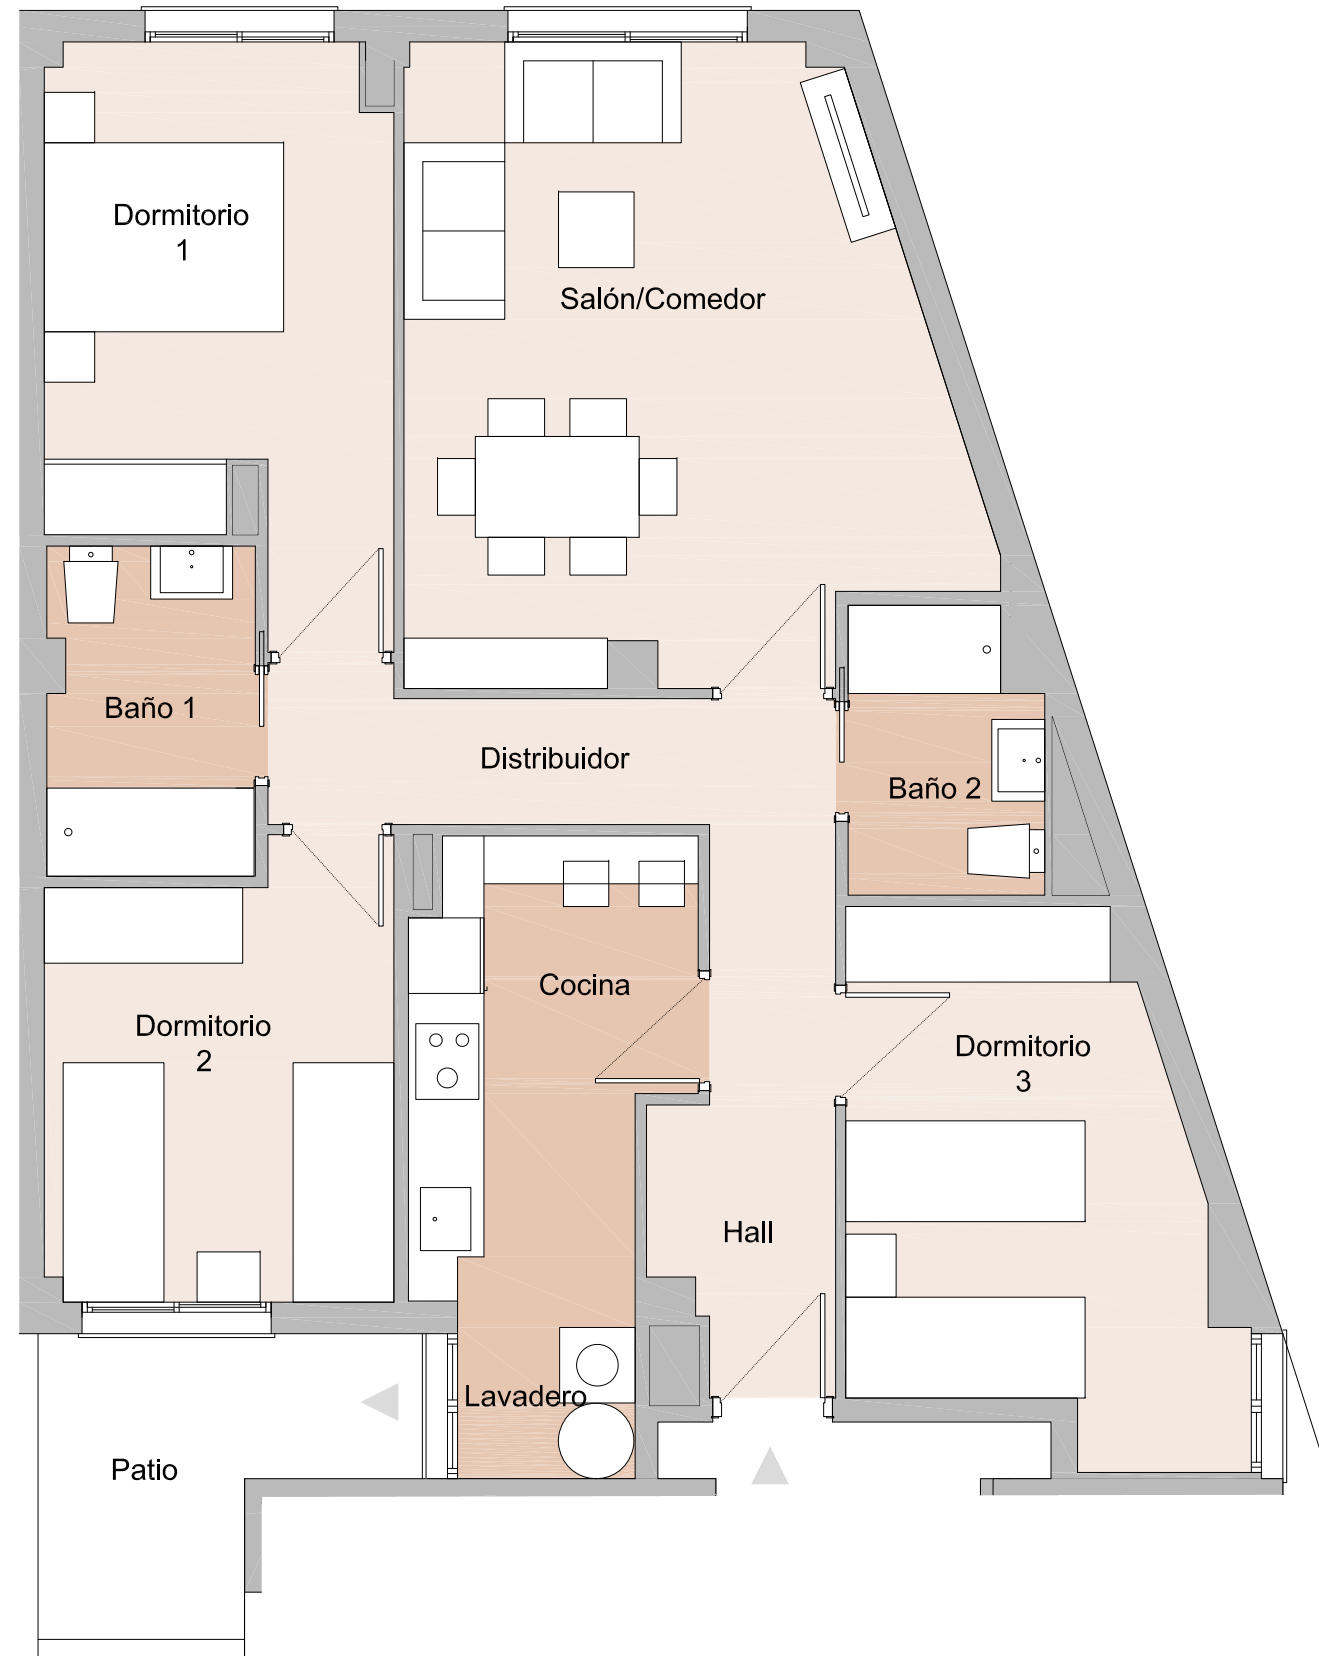 Dormitorio
1
Salón/Comedor
Baño 1
Distribuidor
Baño 2
Cocina
Dormitorio
2
Dormitorio
3
Hall
Lavadero
Patio